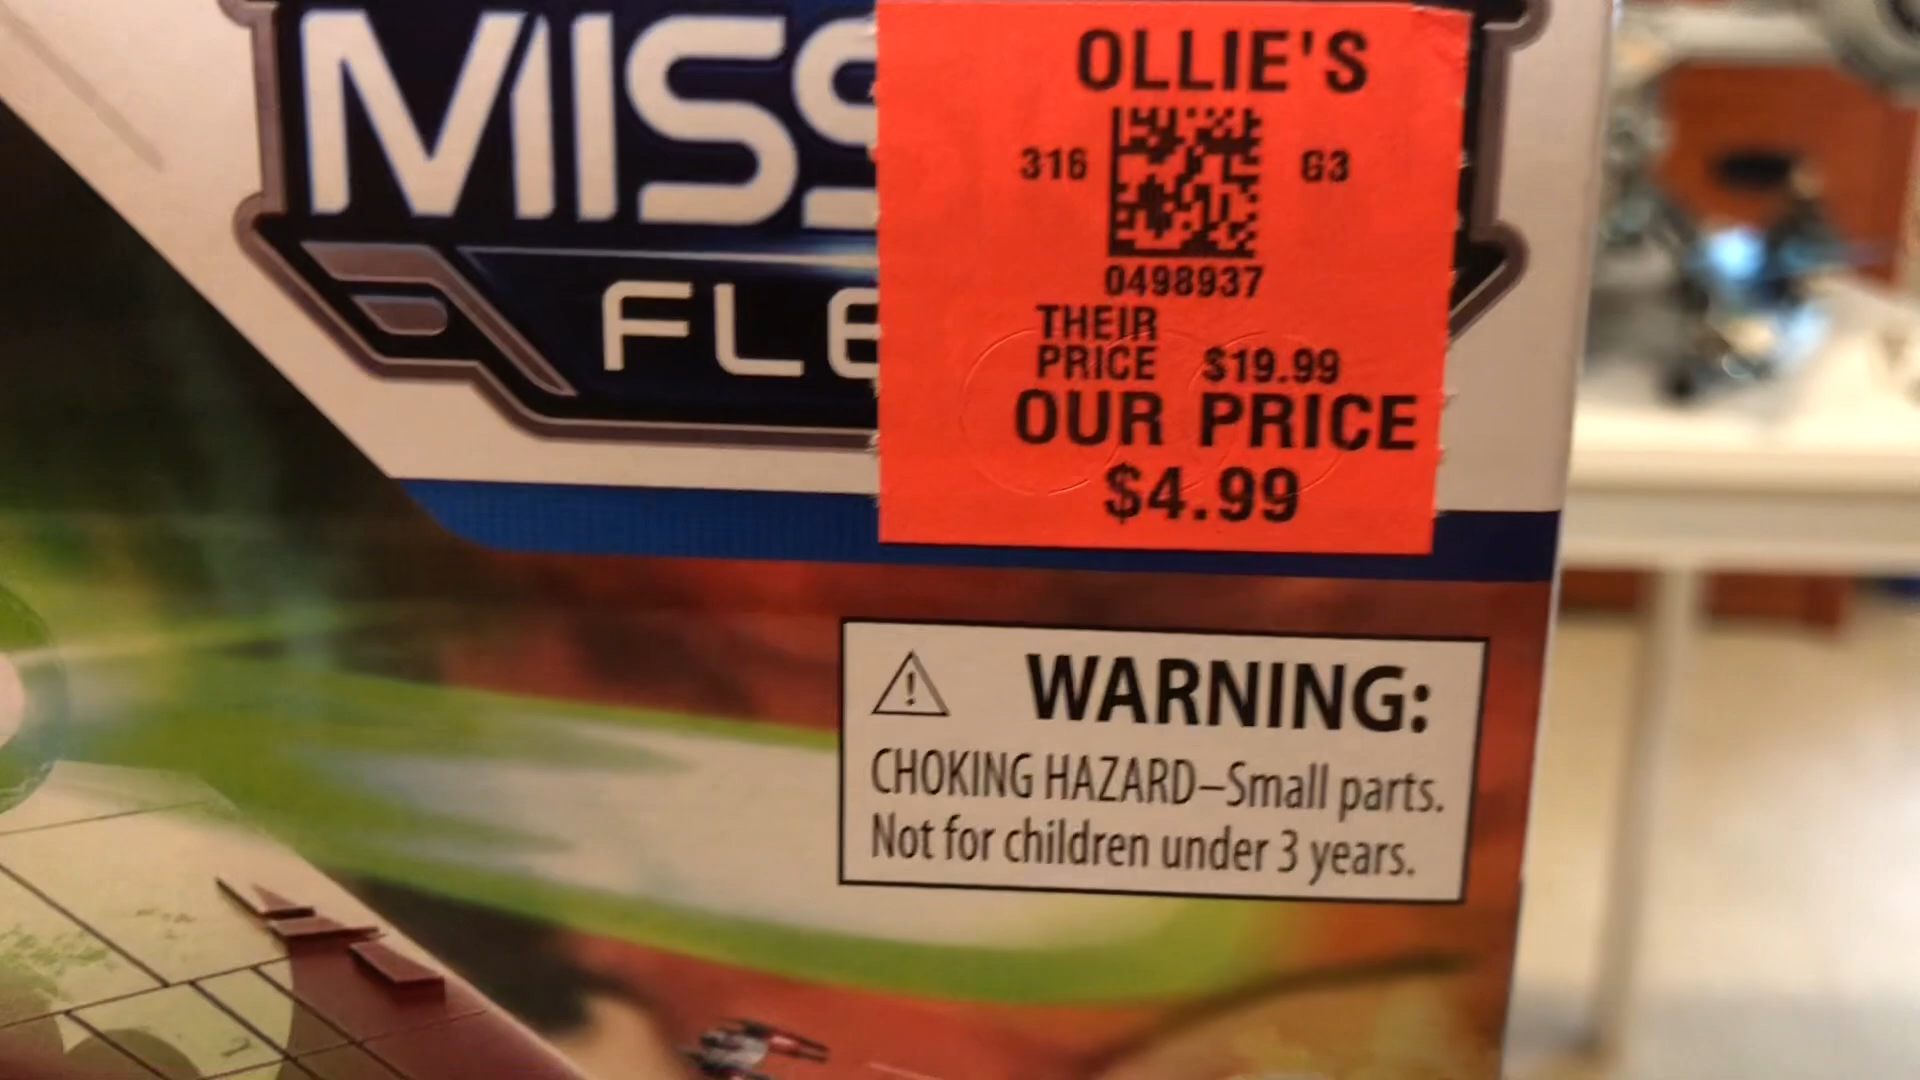 MISS
FLE
OLLIE'S
316 G3
0498937
THEIR
PRICE $19.99
OUR PRICE
$4.99
WARNING:
CHOKING HAZARD–Small parts.
Not for children under 3 years.